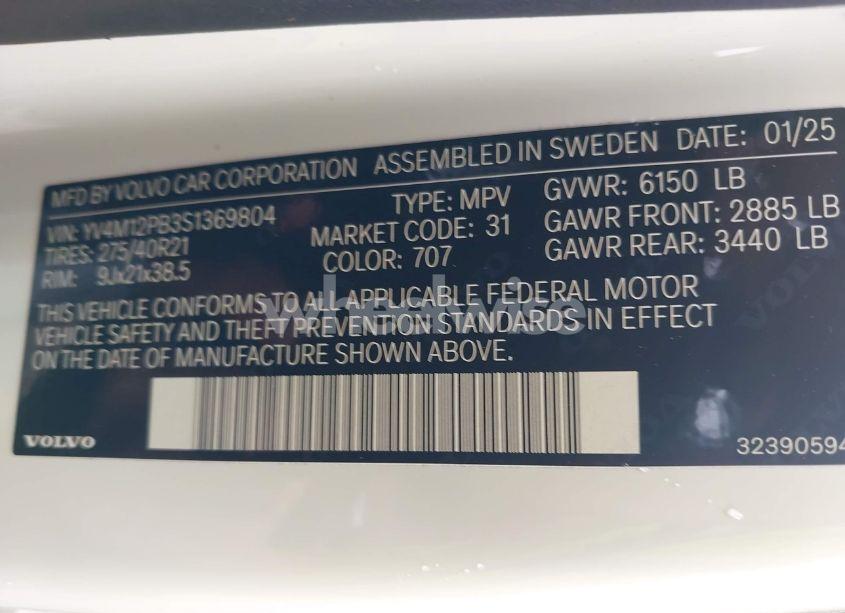 MFD BY VOLVO CAR CORPORATION ASSEMBLED IN SWEDEN DATE: 01/25
VIN: YV4M12PB3S1369804 TYPE: MPV GVWR: 6150 LB
TIRES: 275/40R21 MARKET CODE: 31 GAWR FRONT: 2885 LB
RIM: 9Jx21x38.5 COLOR: 707 GAWR REAR: 3440 LB
THIS VEHICLE CONFORMS TO ALL APPLICABLE FEDERAL MOTOR
VEHICLE SAFETY AND THEFT PREVENTION STANDARDS IN EFFECT
ON THE DATE OF MANUFACTURE SHOWN ABOVE.
VOLVO 32390594